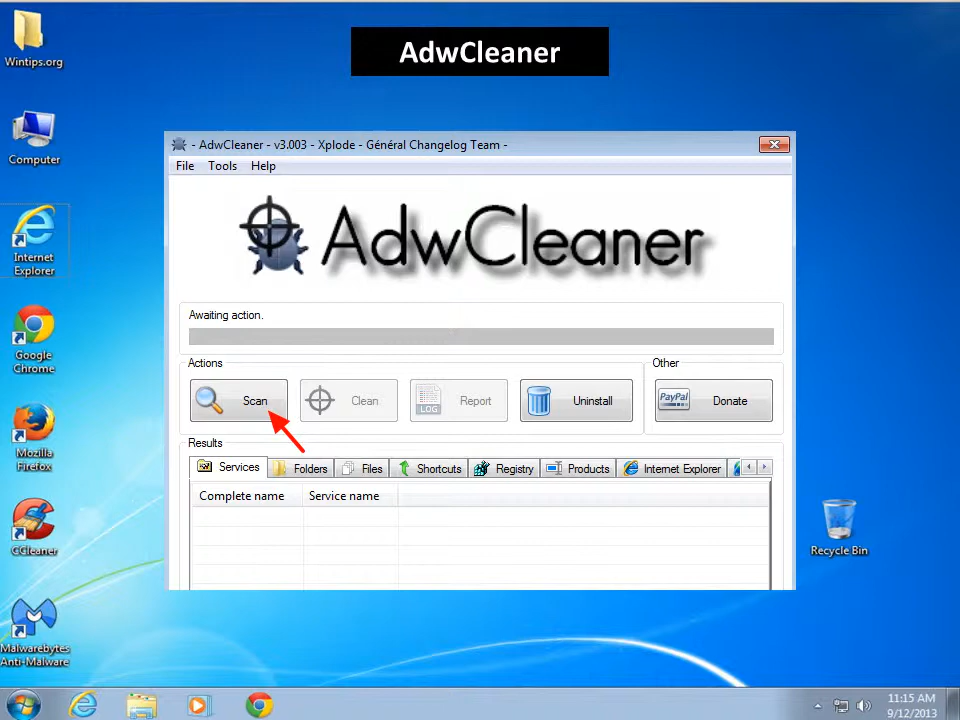 AdwCleaner
Wintips.org
Computer
Internet
Explorer
Google
Chrome
Mozilla
Firefox
CCleaner
Malwarebytes
Anti-Malware
- AdwCleaner - v3.003 - Xplode - Général Changelog Team -
File Tools Help
AdwCleaner
Awaiting action.
Actions
Other
Scan
Clean
LOG
Report
Uninstall
PayPal
Donate
Results
Services Folders Files Shortcuts Registry Products Internet Explorer
Complete name Service name
Recycle Bin
11:15 AM
9/12/2013